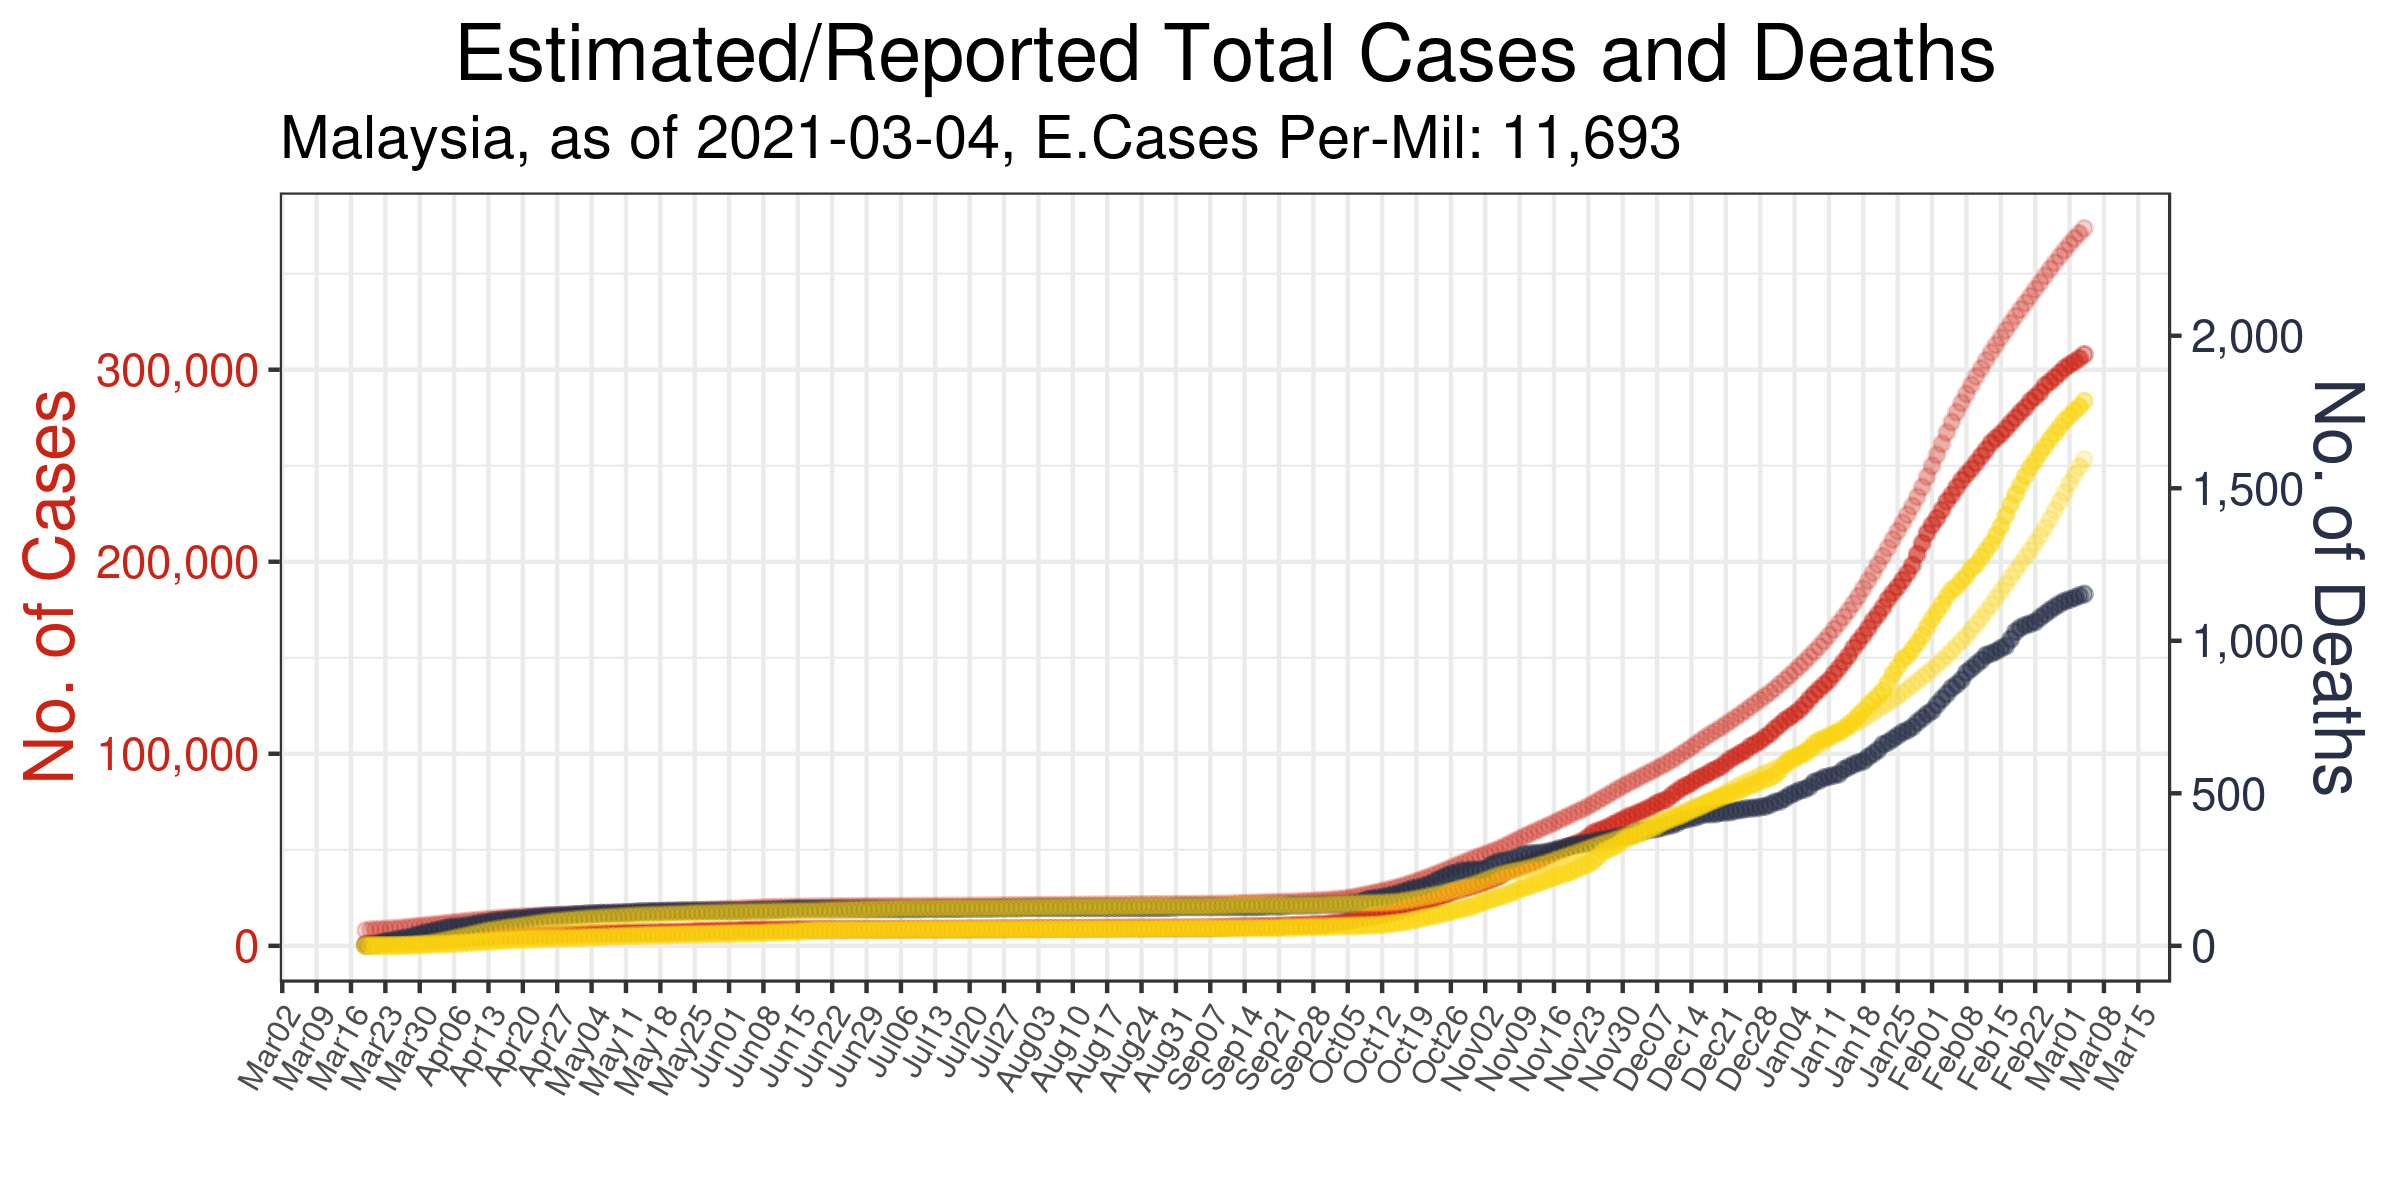 Estimated/Reported Total Cases and Deaths
Malaysia, as of 2021-03-04, E.Cases Per-Mil: 11,693
No. of Cases
300,000
200,000
100,000
0
2,000
1,500
1,000
500
0
No. of Deaths
Mar02
Mar09
Mar16
Mar23
Mar30
Apr06
Apr13
Apr20
Apr27
May04
May11
May18
May25
Jun01
Jun08
Jun15
Jun22
Jun29
Jul06
Jul13
Jul20
Jul27
Aug03
Aug10
Aug17
Aug24
Aug31
Sep07
Sep14
Sep21
Sep28
Oct05
Oct12
Oct19
Oct26
Nov02
Nov09
Nov16
Nov23
Nov30
Dec07
Dec14
Dec21
Dec28
Jan04
Jan11
Jan18
Jan25
Feb01
Feb08
Feb15
Feb22
Mar01
Mar08
Mar15